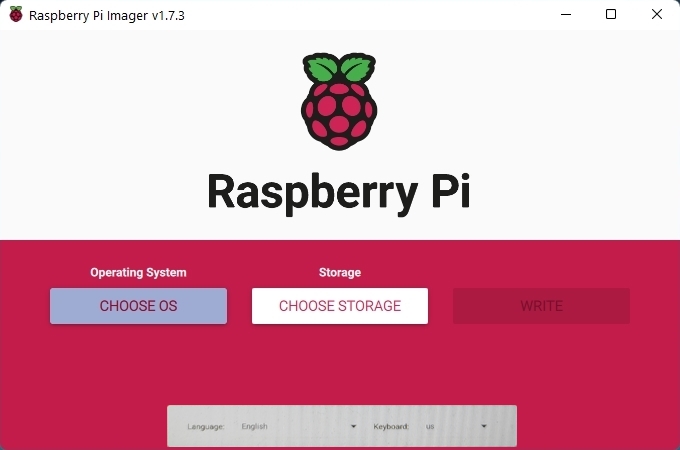 Raspberry Pi Imager v1.7.3
Raspberry Pi
Operating System Storage
CHOOSE OS CHOOSE STORAGE WRITE
Language: English Keyboard: us